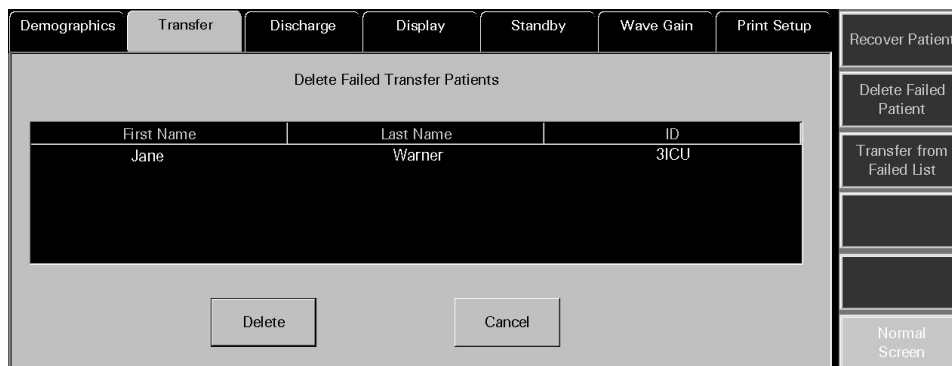 Demographics Transfer Discharge Display Standby Wave Gain Print Setup
Delete Failed Transfer Patients
First Name Last Name ID
Jane Warner 3ICU
Delete Cancel
Recover Patient
Delete Failed
Patient
Transfer from
Failed List
Normal
Screen